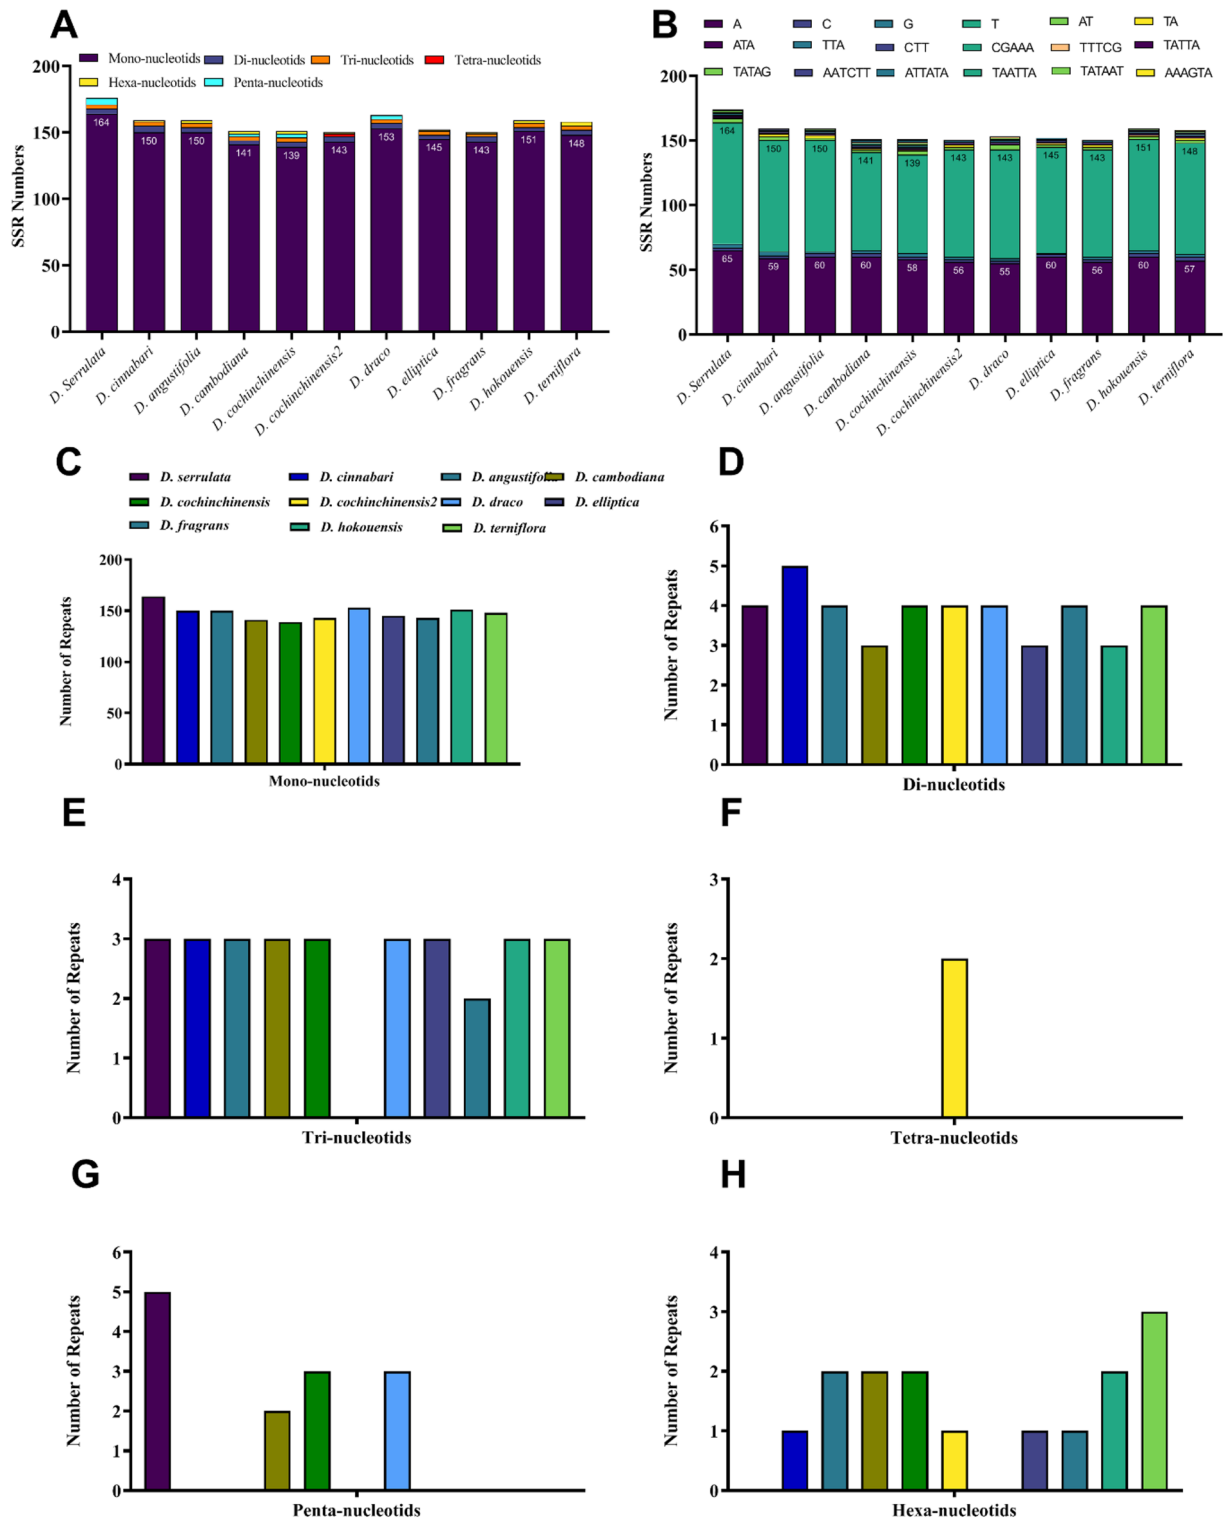 A
Mono-nucleotids Di-nucleotids Tri-nucleotids Tetra-nucleotids
Hexa-nucleotids Penta-nucleotids
SSR Numbers
200
150
100
50
0
164 150 150 141 139 143 153 145 143 151 148
D. Serrulata D. cinnabari D. angustifolia D. cambodiana D. cochinchinensis D. cochinchinensis2 D. draco D. elliptica D. fragrans D. hokouensis D. terniflora
B
A C G T AT TA
ATA TTA CTT CGAAA TTTCG TATTA
TATAG AATCTT ATTATA TAATTA TATAAT AAAGTA
SSR Numbers
200
150
100
50
0
164 150 150 141 139 143 143 145 143 151 148
65 59 60 60 58 56 55 60 56 60 57
D. Serrulata D. cinnabari D. angustifolia D. cambodiana D. cochinchinensis D. cochinchinensis2 D. draco D. elliptica D. fragrans D. hokouensis D. terniflora
C
D. serrulata D. cinnabari D. angustifolia D. cambodiana
D. cochinchinensis D. cochinchinensis2 D. draco D. elliptica
D. fragrans D. hokouensis D. terniflora
Number of Repeats
200
150
100
50
0
Mono-nucleotids
D
Number of Repeats
6
5
4
3
2
1
0
Di-nucleotids
E
Number of Repeats
4
3
2
1
0
Tri-nucleotids
F
Number of Repeats
3
2
1
0
Tetra-nucleotids
G
Number of Repeats
6
5
4
3
2
1
0
Penta-nucleotids
H
Number of Repeats
4
3
2
1
0
Hexa-nucleotids